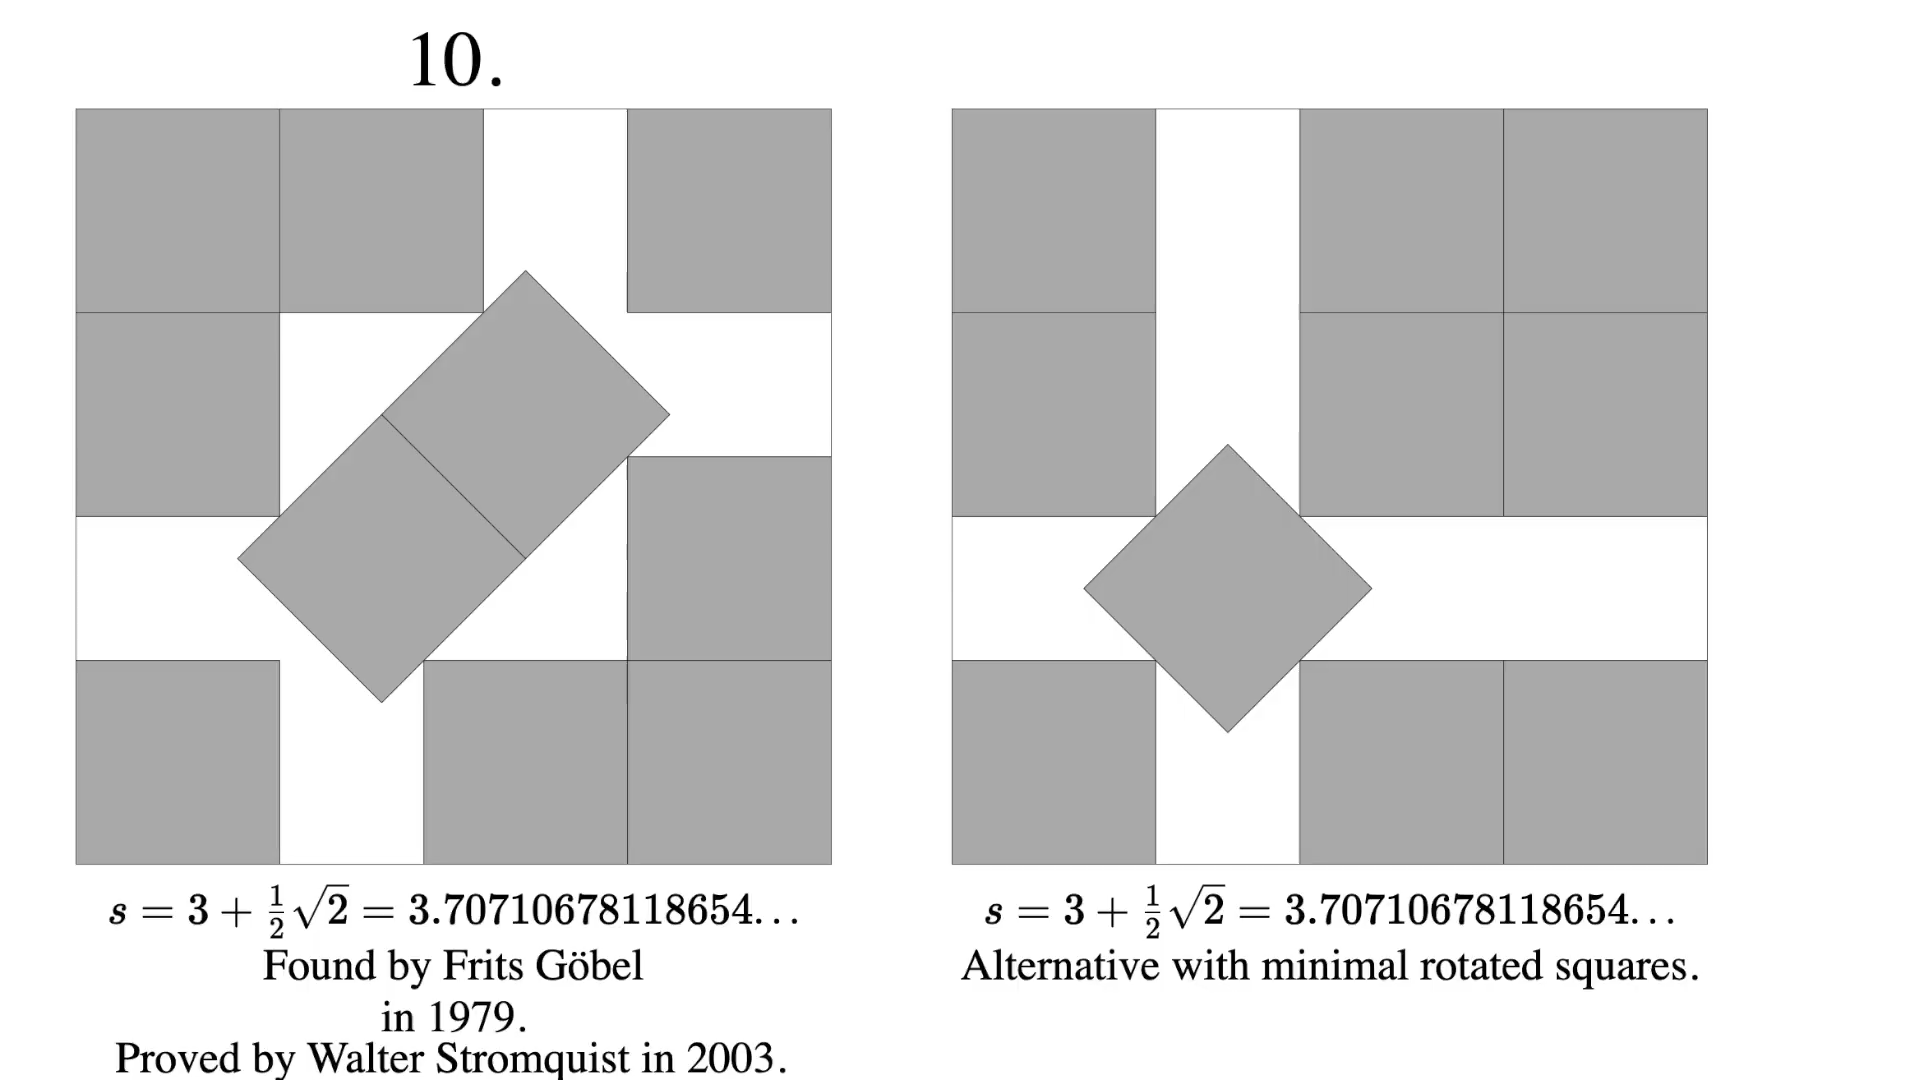 10.
s = 3 + ½√2 = 3.70710678118654...
Found by Frits Göbel
in 1979.
Proved by Walter Stromquist in 2003.
s = 3 + ½√2 = 3.70710678118654...
Alternative with minimal rotated squares.